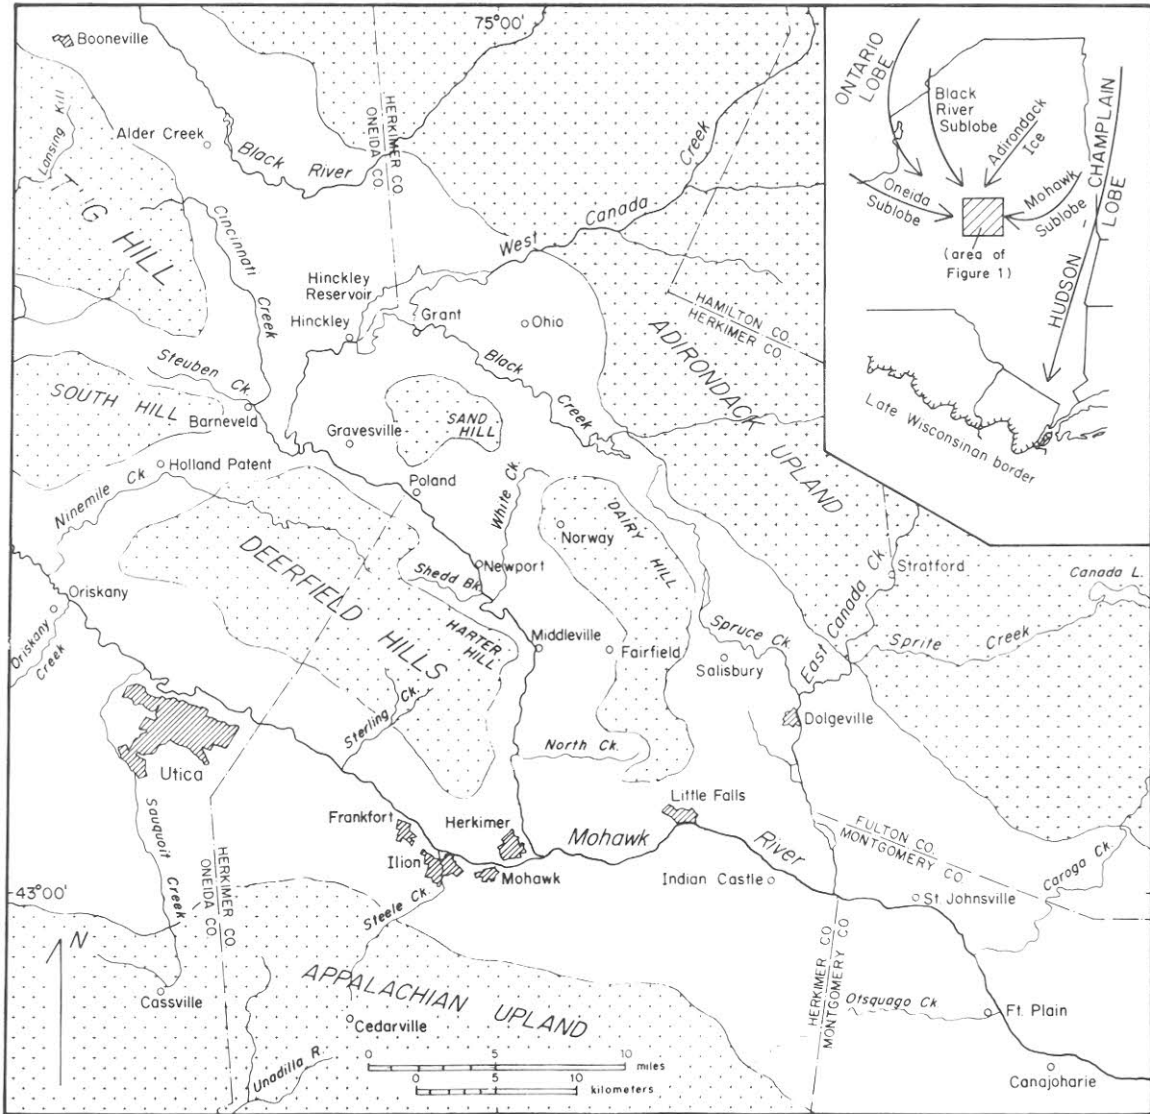 75°00'
Booneville
Lansing Kill
Alder Creek
Black River
HERKIMER CO.
ONEIDA CO.
TUG HILL
Cincinnati Creek
West Canada Creek
Hinckley
Reservoir
Hinckley
Grant
Ohio
HAMILTON CO.
HERKIMER CO.
ADIRONDACK UPLAND
Steuben Ck.
SOUTH HILL
Barneveld
Black Creek
SAND
HILL
Gravesville
Holland Patent
Ninemile Ck
Poland
White Ck.
DAIRY HILL
Norway
DEERFIELD HILLS
Newport
Shedd Bk.
Oriskany
Oriskany
Creek
HARTER
HILL
Middleville
Fairfield
Spruce Ck.
Salisbury
East Canada Ck
Stratford
Canada L.
Sprite Creek
Sterling Ck.
Dolgeville
North Ck.
Utica
Sauquoit Creek
Little Falls
Frankfort
Herkimer
Mohawk River
FULTON CO.
MONTGOMERY CO.
Ilion
Mohawk
Indian Castle
Caroga Ck.
43°00'
HERKIMER CO.
ONEIDA CO
Steele Ck.
St. Johnsville
N
HERKIMER CO
MONTGOMERY CO
Cassville
APPALACHIAN UPLAND
Otsquago Ck
Ft. Plain
Cedarville
Unadilla R.
0 5 10
miles
0 5 10
kilometers
Canajoharie
ONTARIO
LOBE
Black
River
Sublobe
Adirondack
Ice
CHAMPLAIN
Oneida
Sublobe
Mohawk
Sublobe
LOBE
(area of
Figure 1)
HUDSON -
Late Wisconsinan border